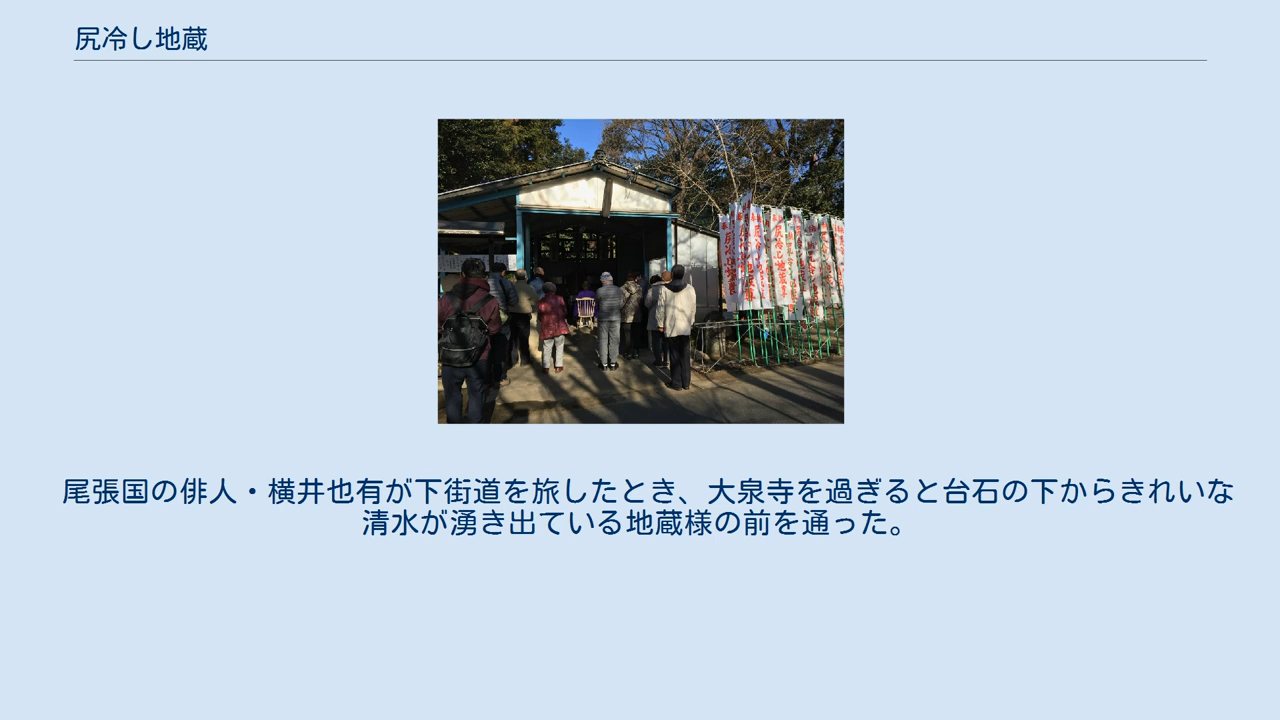 尻冷し地蔵
尾張国の俳人・横井也有が下街道を旅したとき、大泉寺を過ぎると台石の下からきれいな
清水が湧き出ている地蔵様の前を通った。